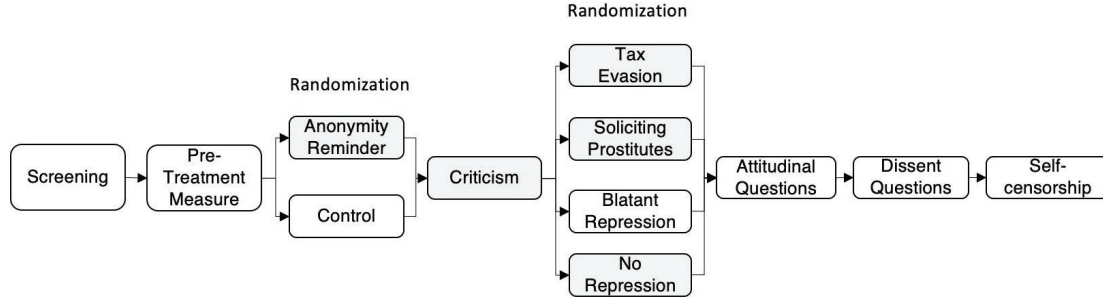 Randomization
Tax
Evasion
Randomization
Anonymity
Reminder
Soliciting
Prostitutes
Screening
Pre-
Treatment
Measure
Criticism
Attitudinal
Questions
Dissent
Questions
Self-
censorship
Control
Blatant
Repression
No
Repression